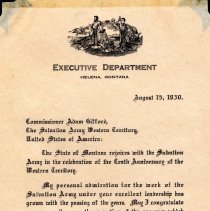 EXECUTIVE DEPARTMENT
HELENA, MONTANA
August 15, 1930.
Commissioner Adam Gifford,
The Salvation Army Western Territory,
United States of America:
The State of Montana rejoices with the Salvation
Army in the celebration of the Tenth Anniversary of the
Western Territory.
My personal admiration for the work of the
Salvation Army under your excellent leadership has
grown with the passing of the years. May I congratulate